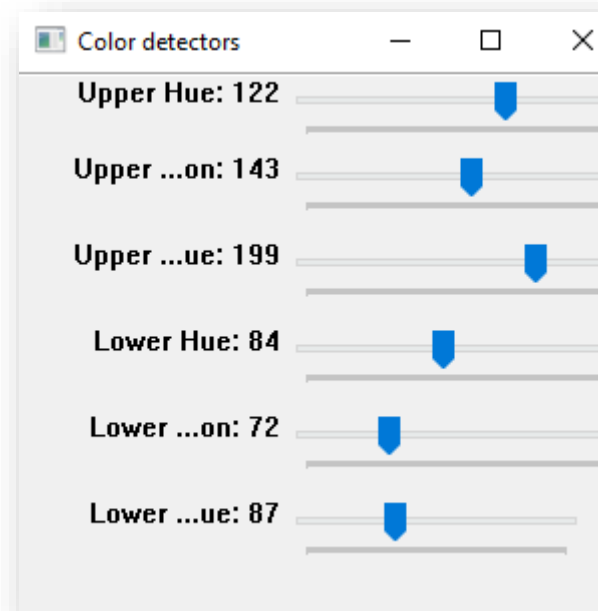 Color detectors
Upper Hue: 122
Upper ...on: 143
Upper ...ue: 199
Lower Hue: 84
Lower ...on: 72
Lower ...ue: 87